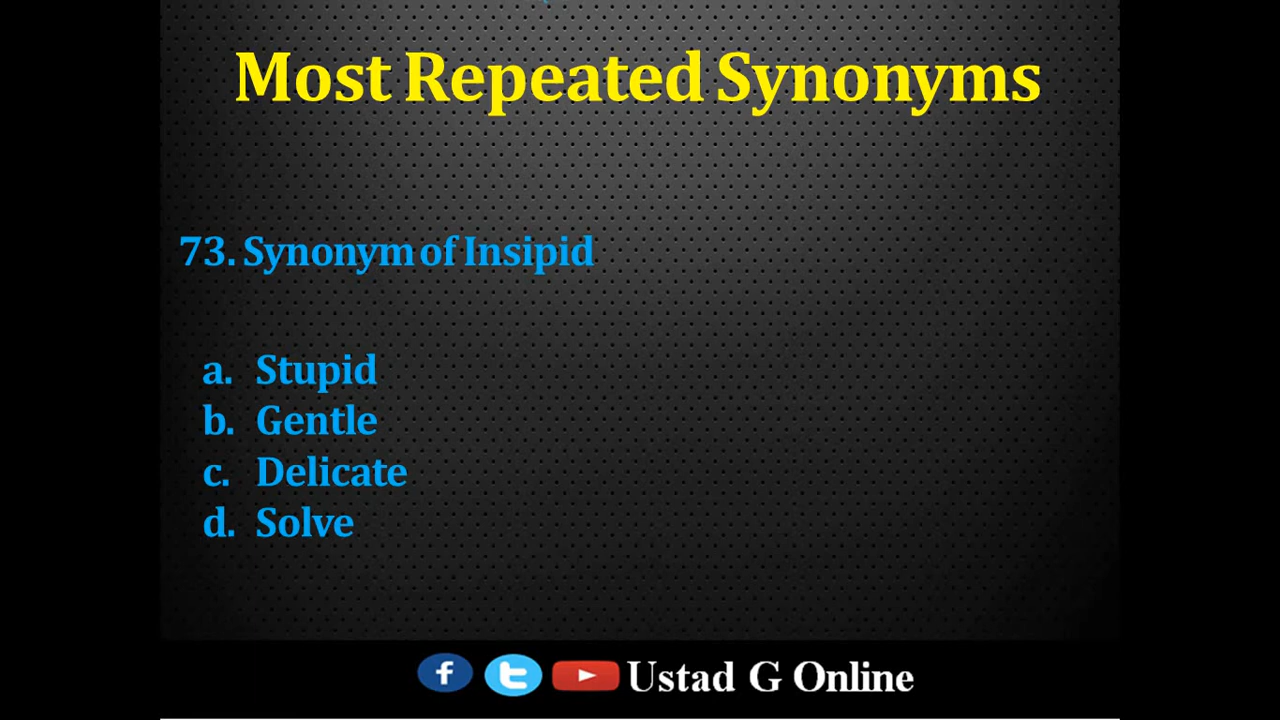 Most Repeated Synonyms
73. Synonym of Insipid
a. Stupid
b. Gentle
c. Delicate
d. Solve
Ustad G Online